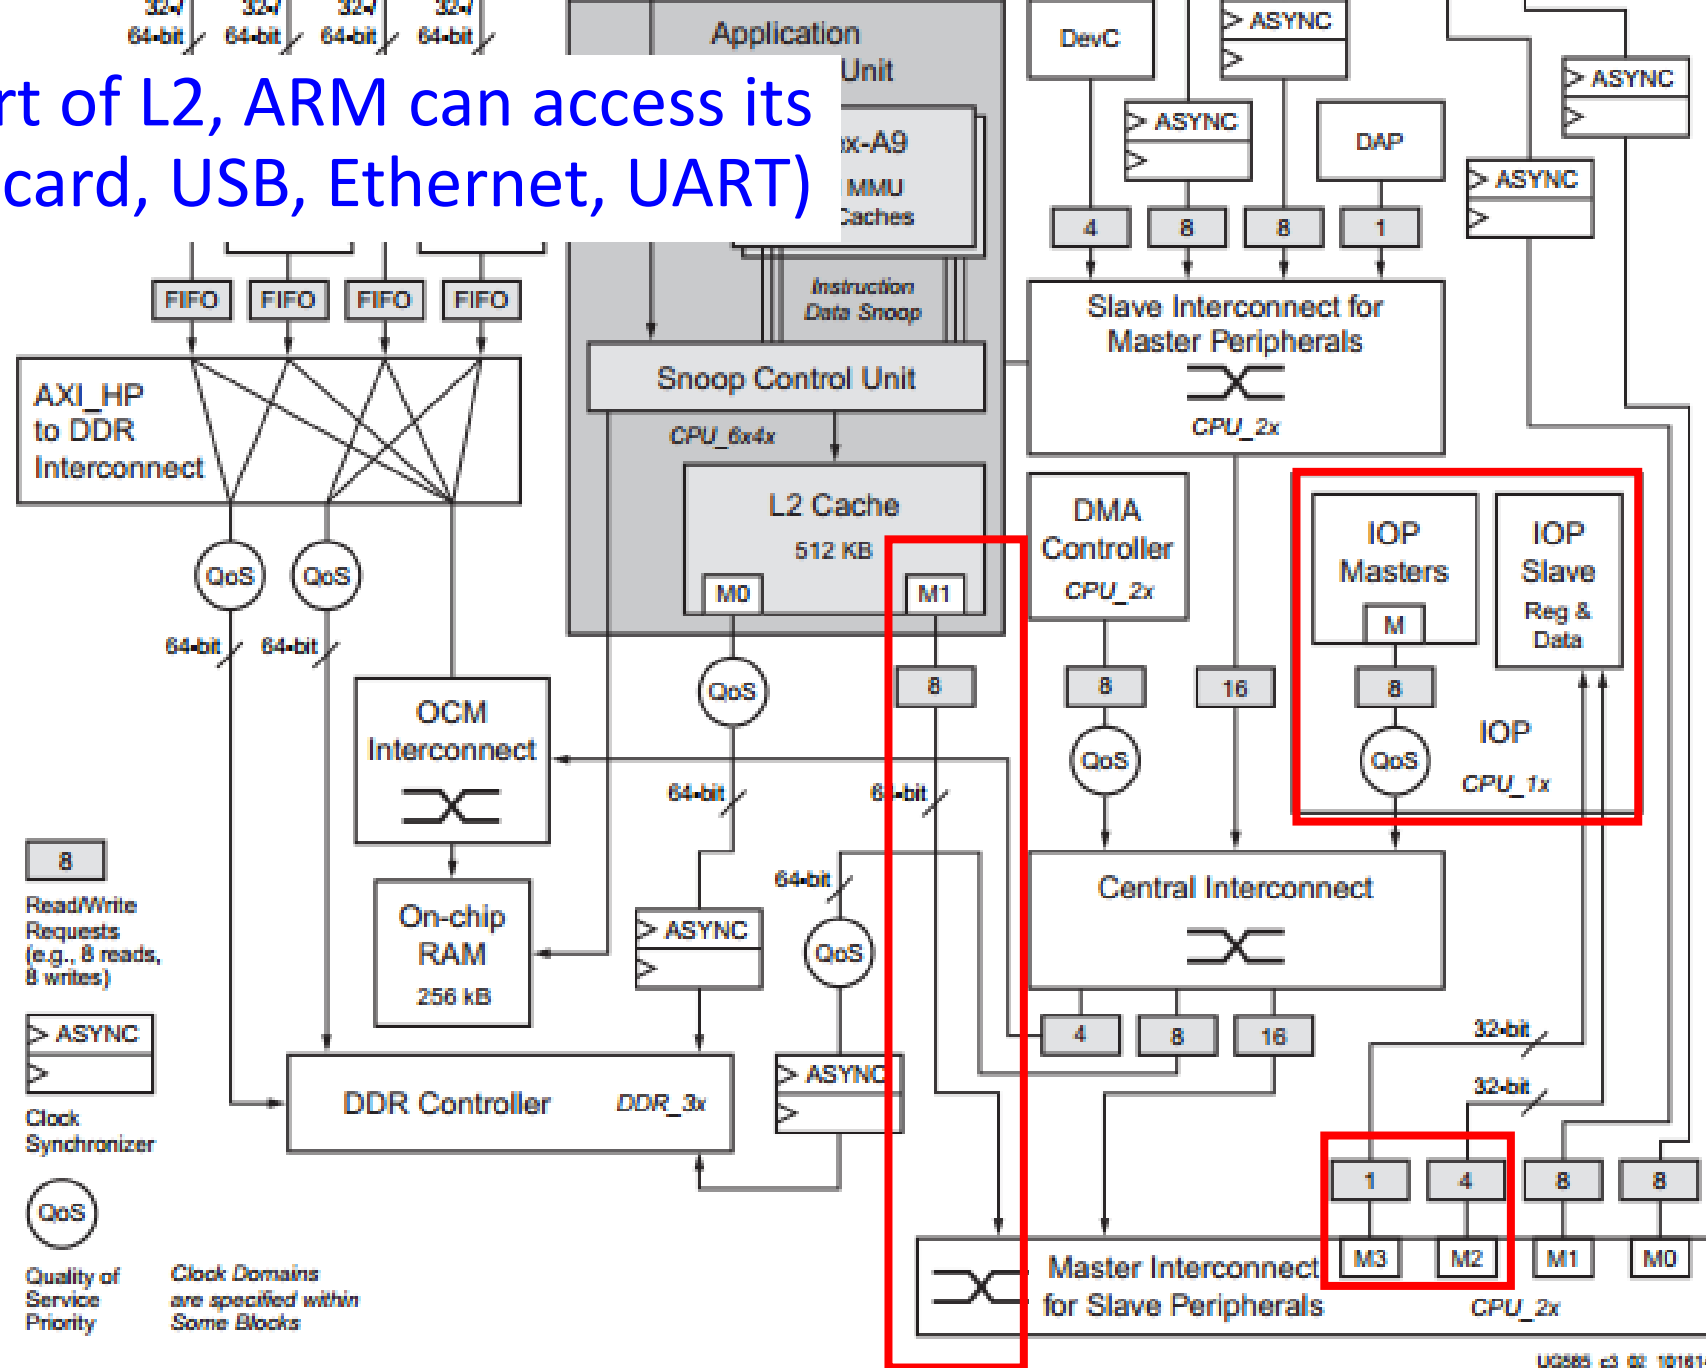 32-/ 32-/ 32-/ 32-/
64-bit 64-bit 64-bit 64-bit
Application
Unit
rt of L2, ARM can access its
card, USB, Ethernet, UART)
ex-A9
MMU
Caches
DevC
ASYNC
ASYNC
ASYNC
DAP
ASYNC
4 8 8 1
FIFO FIFO FIFO FIFO
Instruction
Data Snoop
Slave Interconnect for
Master Peripherals
CPU_2x
AXI_HP
to DDR
Interconnect
Snoop Control Unit
CPU_6x4x
L2 Cache
512 KB
M0 M1
DMA
Controller
CPU_2x
IOP
Masters
M
IOP
Slave
Reg &
Data
QoS QoS
64-bit 64-bit
QoS
8
8
16
8
OCM
Interconnect
QoS
QoS
IOP
CPU_1x
64-bit
64-bit
8
Read/Write
Requests
(e.g., 8 reads,
8 writes)
On-chip
RAM
256 kB
ASYNC
64-bit
QoS
Central Interconnect
4 8 16
32-bit
32-bit
ASYNC
Clock
Synchronizer
DDR Controller
DDR_3x
ASYNC
1 4 8 8
M3 M2 M1 M0
QoS
Quality of
Service
Priority
Clock Domains
are specified within
Some Blocks
Master Interconnect
for Slave Peripherals
CPU_2x
UG585_c3_02_101614